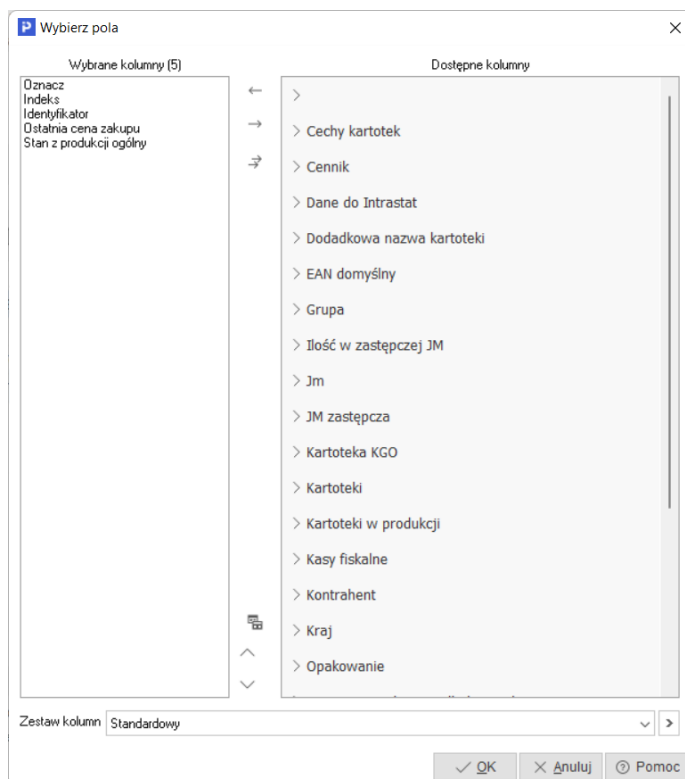 Wybierz pola
Wybrane kolumny (5)
Oznacz
Indeks
Identyfikator
Ostatnia cena zakupu
Stan z produkcji ogólny
Dostępne kolumny
Cechy kartotek
Cennik
Dane do Intrastat
Dodadkowa nazwa kartoteki
EAN domyślny
Grupa
Ilość w zastępczej JM
Jm
JM zastępcza
Kartoteka KGO
Kartoteki
Kartoteki w produkcji
Kasy fiskalne
Kontrahent
Kraj
Opakowanie
Zestaw kolumn Standardowy
OK Anuluj Pomoc